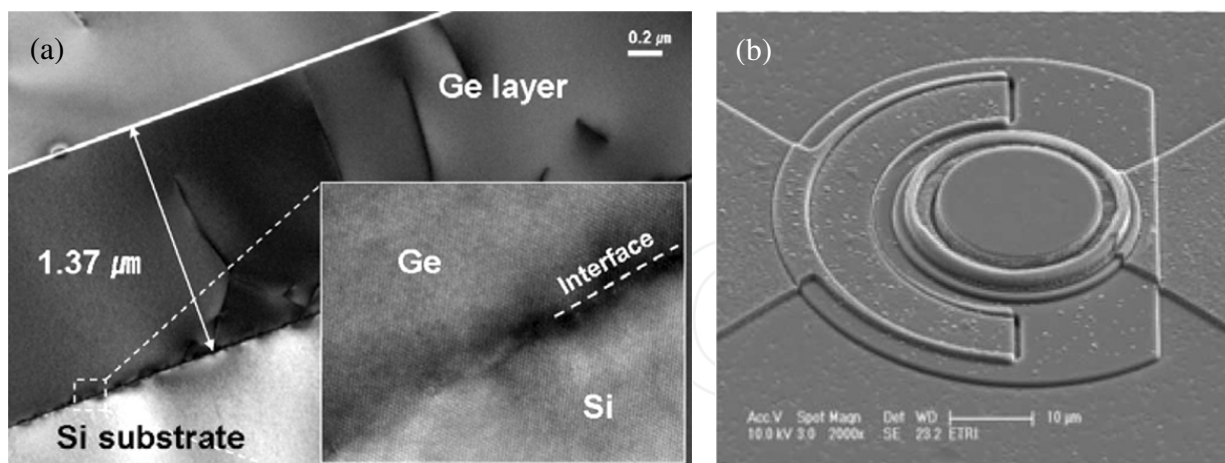 (a)
0.2 ㎛
Ge layer
1.37 ㎛
Ge
Interface
Si
Si substrate
(b)
Acc.V Spot Magn Det WD
10.0 kV 3.0 2000x SE 23.2 ETRI
10 µm